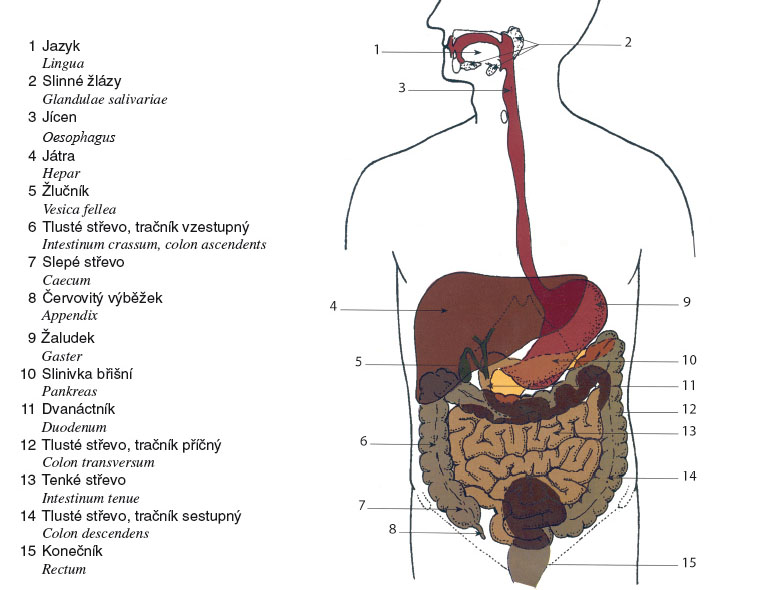 1 Jazyk
Lingua
2 Slinné žlázy
Glandulae salivariae
3 Jícen
Oesophagus
4 Játra
Hepar
5 Žlučník
Vesica fellea
6 Tlusté střevo, tračník vzestupný
Intestinum crassum, colon ascendents
7 Slepé střevo
Caecum
8 Červovitý výběžek
Appendix
9 Žaludek
Gaster
10 Slinivka břišní
Pankreas
11 Dvanáctník
Duodenum
12 Tlusté střevo, tračník příčný
Colon transversum
13 Tenké střevo
Intestinum tenue
14 Tlusté střevo, tračník sestupný
Colon descendens
15 Konečník
Rectum
1
2
3
4
9
5
10
11
12
13
6
14
7
8
15